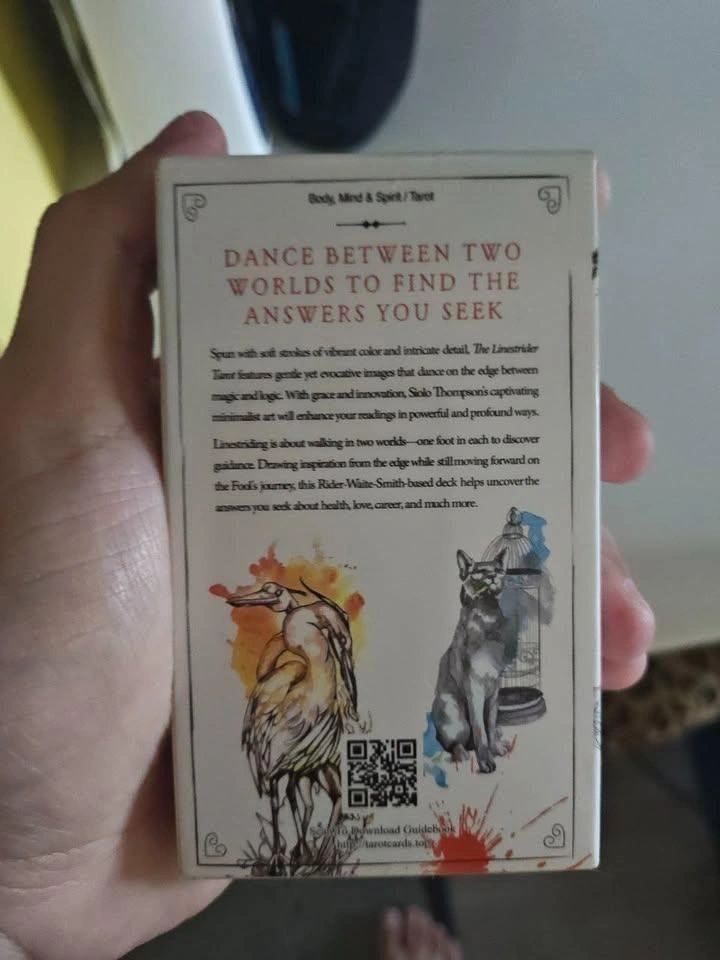 Body, Mind & Spirit / Tarot
DANCE BETWEEN TWO
WORLDS TO FIND THE
ANSWERS YOU SEEK
Spun with soft strokes of vibrant color and intricate detail, The Linestrider
Tarot features gentle yet evocative images that dance on the edge between
magic and logic. With grace and innovation, Siolo Thompson's captivating
minimalist art will enhance your readings in powerful and profound ways.
Linestriding is about walking in two worlds—one foot in each to discover
guidance. Drawing inspiration from the edge while still moving forward on
the Fool's journey, this Rider-Waite-Smith-based deck helps uncover the
answers you seek about health, love, career, and much more.
Scan To Download Guidebook
http://tarotcards.top